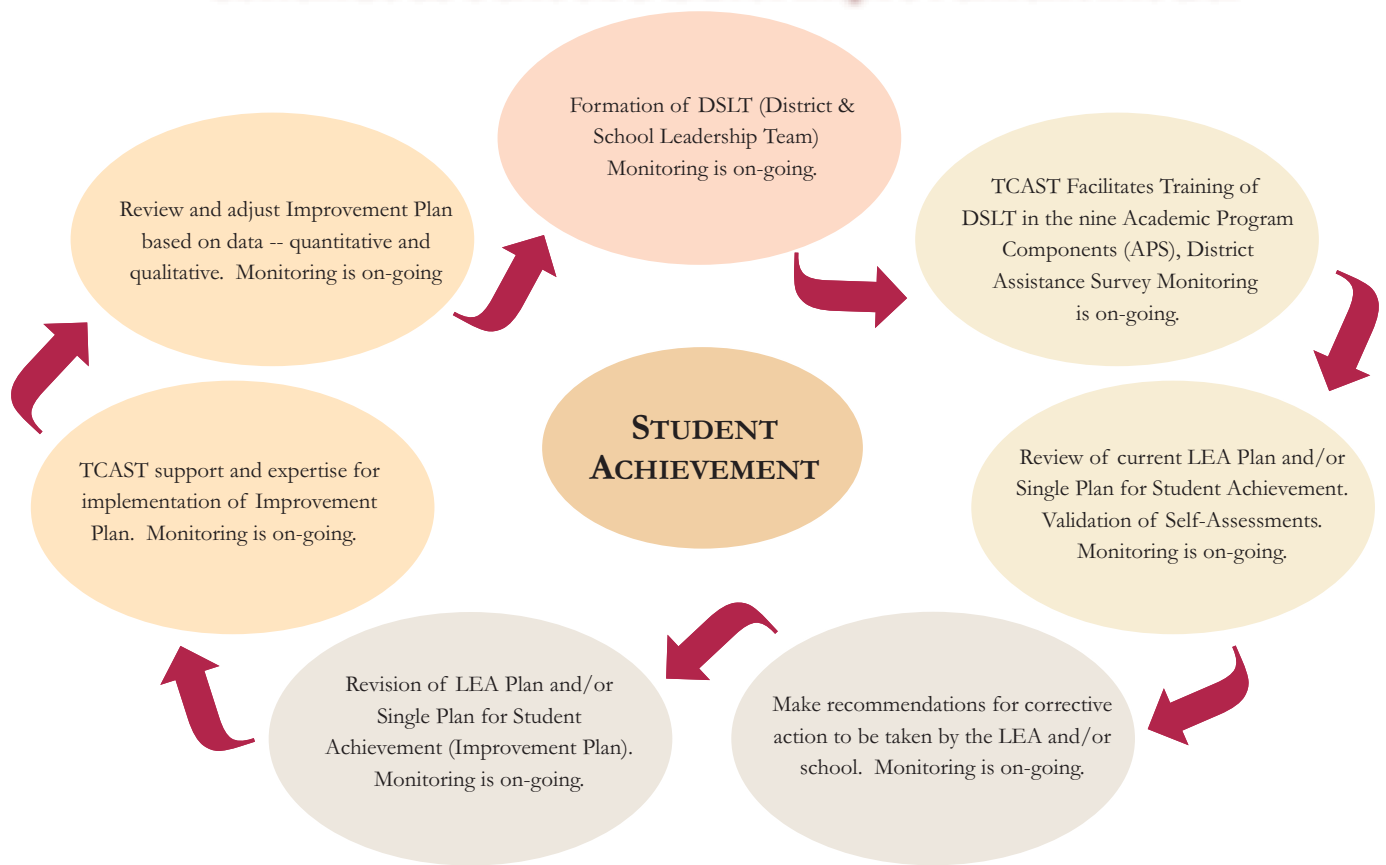 Formation of DSLT (District &
School Leadership Team)
Monitoring is on-going.
TCAST Facilitates Training of
DSLT in the nine Academic Program
Components (APS), District
Assistance Survey Monitoring
is on-going.
Review of current LEA Plan and/or
Single Plan for Student Achievement.
Validation of Self-Assessments.
Monitoring is on-going.
Make recommendations for corrective
action to be taken by the LEA and/or
school. Monitoring is on-going.
Revision of LEA Plan and/or
Single Plan for Student
Achievement (Improvement Plan).
Monitoring is on-going.
TCAST support and expertise for
implementation of Improvement
Plan. Monitoring is on-going.
Review and adjust Improvement Plan
based on data -- quantitative and
qualitative. Monitoring is on-going
STUDENT
ACHIEVEMENT